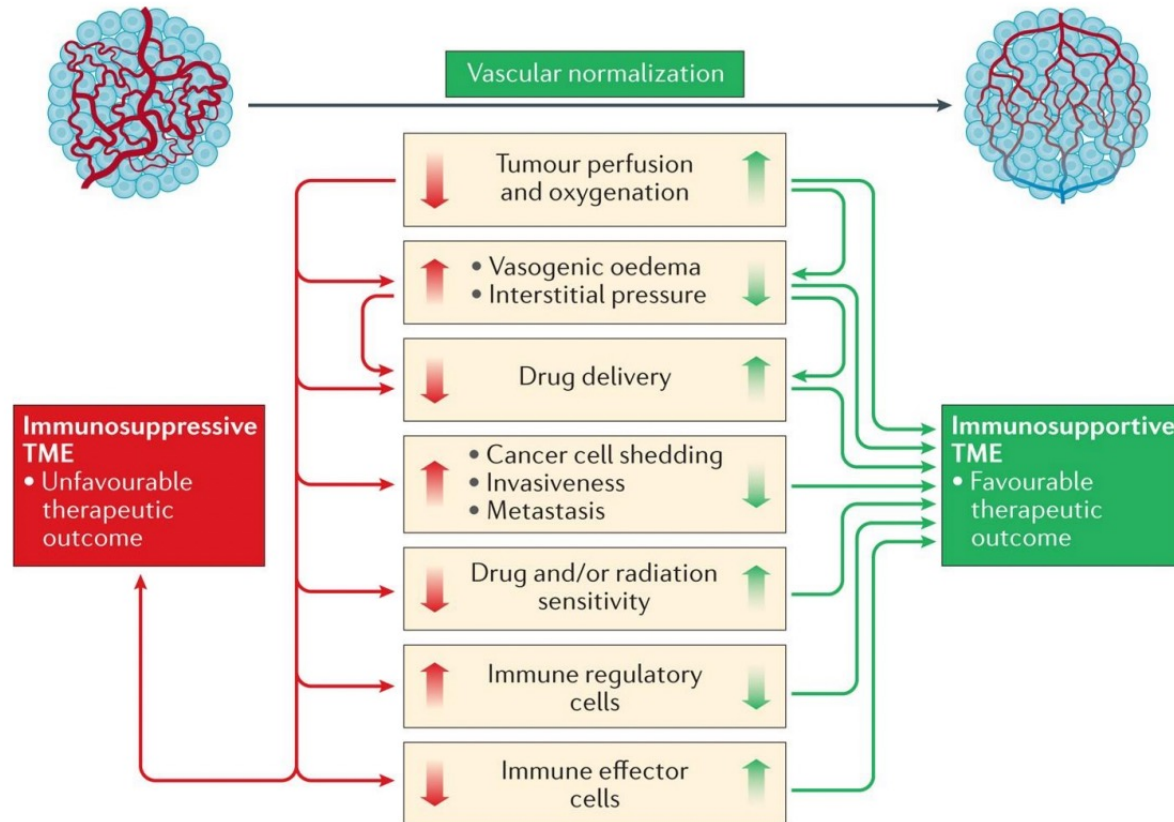 Vascular normalization
Tumour perfusion
and oxygenation
• Vasogenic oedema
• Interstitial pressure
Drug delivery
Immunosuppressive
TME
• Unfavourable
therapeutic
outcome
Immunosupportive
TME
• Favourable
therapeutic
outcome
• Cancer cell shedding
• Invasiveness
• Metastasis
Drug and/or radiation
sensitivity
Immune regulatory
cells
Immune effector
cells